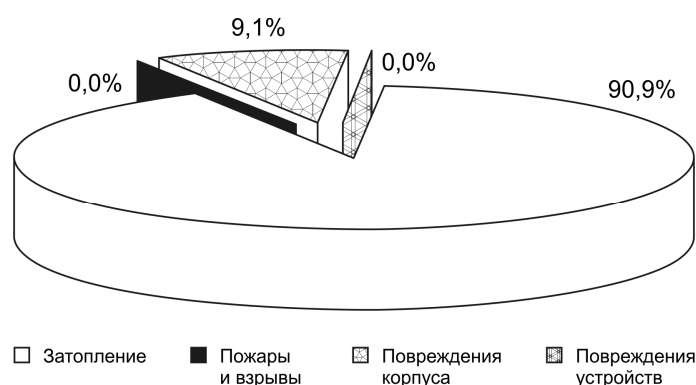 9,1%
0,0%
0,0%
90,9%
Затопление
Пожары
и взрывы
Повреждения
корпуса
Повреждения
устройств